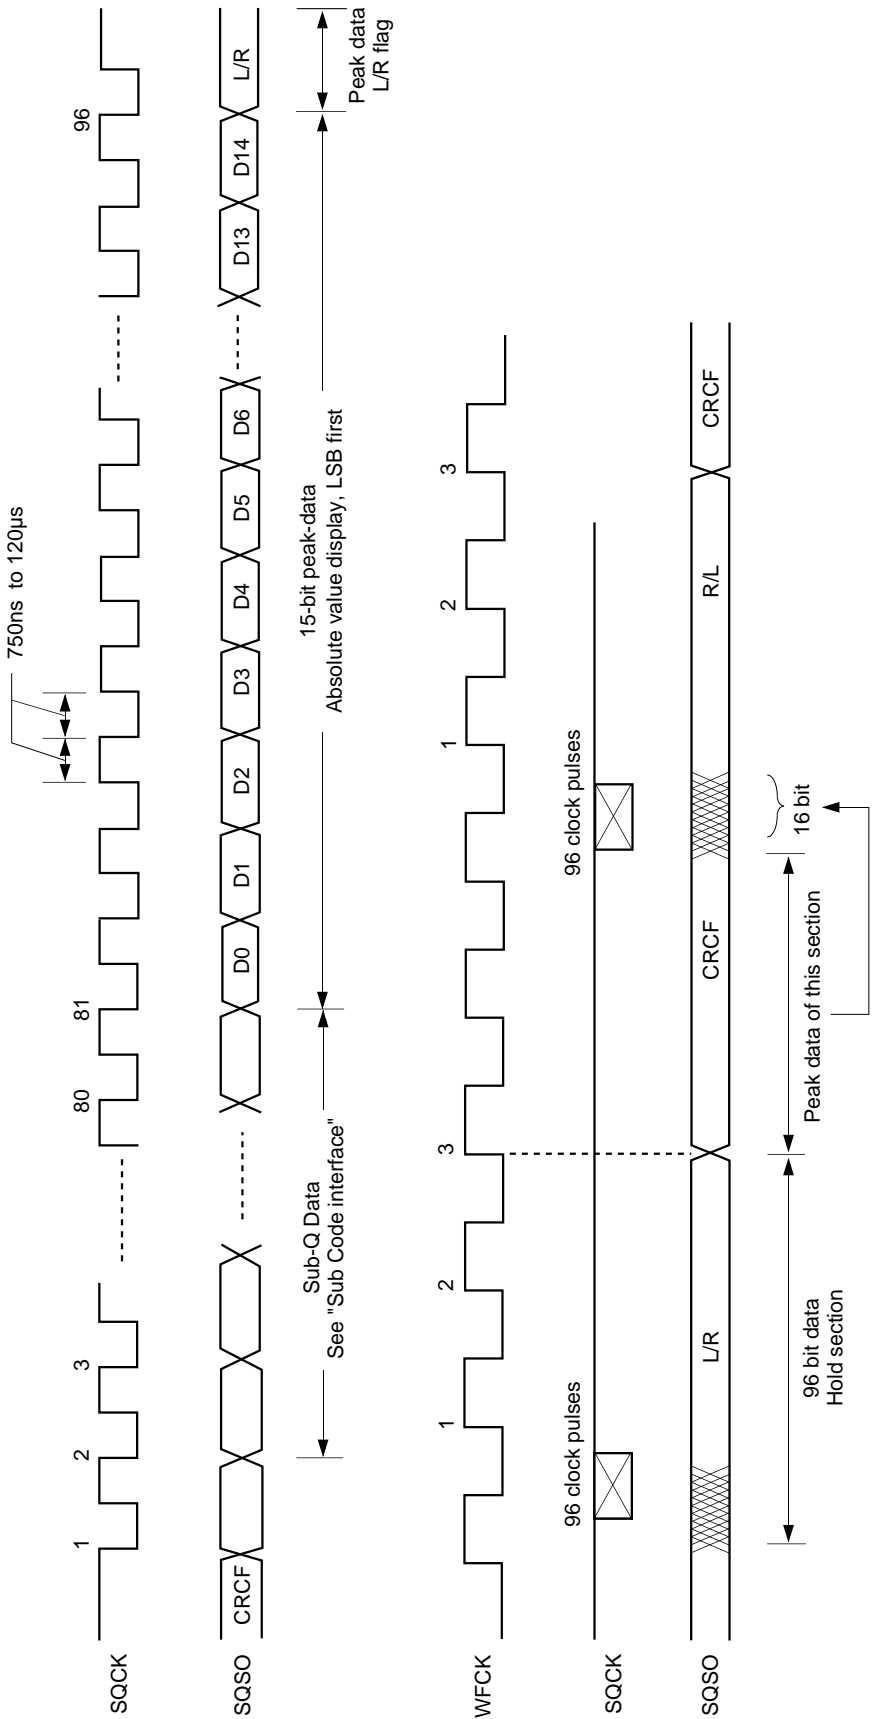 750ns to 120µs
SQCK
1
2
3
80
81
96
SQSO
CRCF
D0
D1
D2
D3
D4
D5
D6
D13
D14
L/R
Sub-Q Data
See "Sub Code interface"
15-bit peak-data
Absolute value display, LSB first
Peak data
L/R flag
WFCK
1
2
3
1
2
3
SQCK
96 clock pulses
96 clock pulses
SQSO
L/R
CRCF
R/L
CRCF
96 bit data
Hold section
Peak data of this section
16 bit